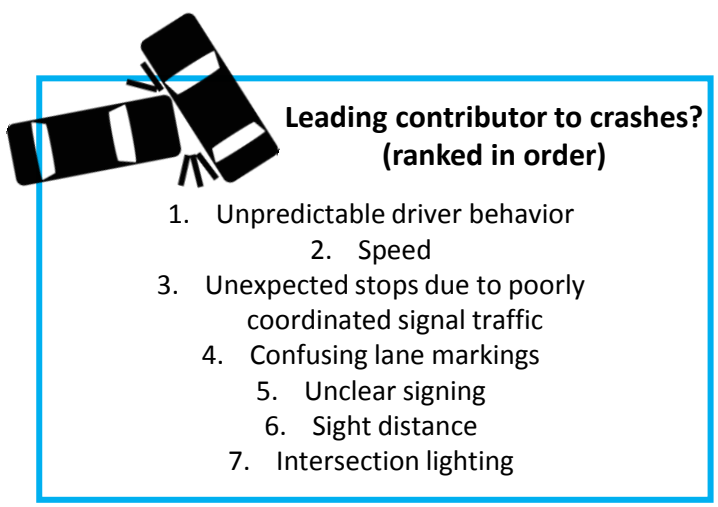 Leading contributor to crashes?
(ranked in order)
1. Unpredictable driver behavior
2. Speed
3. Unexpected stops due to poorly
coordinated signal traffic
4. Confusing lane markings
5. Unclear signing
6. Sight distance
7. Intersection lighting